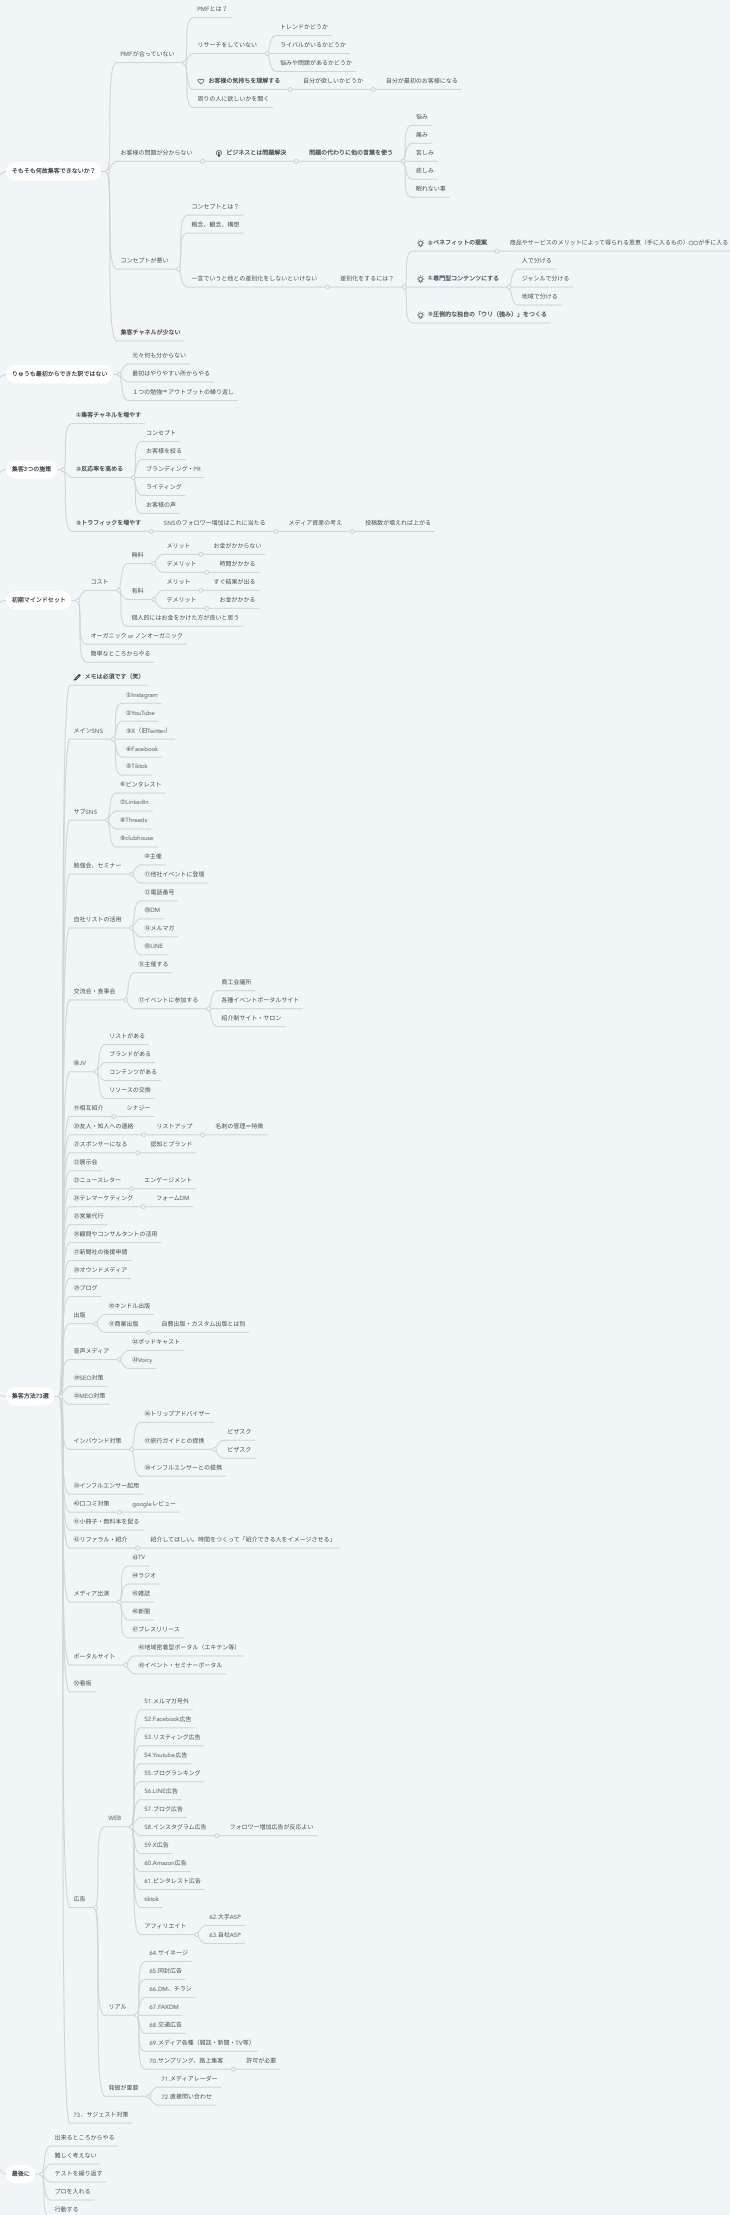 PMFとは？
トレンドかどうか
リサーチをしていない
ライバルがいるかどうか
PMFが合っていない
悩みや問題があるかどうか
お客様の気持ちを理解する 自分が欲しいかどうか 自分が最初のお客様になる
周りの人に欲しいかを聞く
悩み
痛み
お客様の問題が分からない ビジネスとは問題解決 問題の代わりに他の言葉を使う
苦しみ
そもそも何故集客できないか？
悲しみ
眠れない事
コンセプトとは？
概念、観念、構想
②ベネフィットの提案 商品やサービスのメリットによって得られる恩恵（手に入るもの）○○が手に入る
コンセプトが悪い
人で分ける
一言でいうと他との差別化をしないといけない 差別化をするには？
①専門型コンテンツにする
ジャンルで分ける
地域で分ける
③圧倒的な独自の「ウリ（強み）」をつくる
集客チャネルが少ない
元々何も分からない
りゅうも最初からできた訳ではない
最初はやりやすい所からやる
１つの勉強→アウトプットの繰り返し
①集客チャネルを増やす
コンセプト
お客様を絞る
集客3つの施策
②反応率を高める
ブランディング・PR
ライティング
お客様の声
③トラフィックを増やす SNSのフォロワー増加はこれに当たる メディア資産の考え 投稿数が増えれば上がる
メリット お金がかからない
無料
デメリット 時間がかかる
コスト
メリット すぐ結果が出る
有料
初期マインドセット
デメリット お金がかかる
個人的にはお金をかけた方が良いと思う
オーガニック or ノンオーガニック
簡単なところからやる
メモは必須です（笑）
①Instagram
②YouTube
メインSNS
③X（旧Twitter）
④Facebook
⑤Tiktok
⑥ピンタレスト
⑦LinkedIn
サブSNS
⑧Threads
⑨clubhouse
⑩主催
勉強会、セミナー
⑪他社イベントに登壇
⑫電話番号
⑬DM
自社リストの活用
⑭メルマガ
⑮LINE
⑯主催する
商工会議所
交流会・食事会
⑰イベントに参加する
各種イベントポータルサイト
紹介制サイト・サロン
リストがある
ブランドがある
⑱JV
コンテンツがある
リソースの交換
⑲相互紹介 シナジー
⑳友人・知人への連絡 リストアップ 名刺の管理＝特徴
㉑スポンサーになる 認知とブランド
㉒展示会
㉓ニュースレター エンゲージメント
㉔テレマーケティング フォームDM
㉕営業代行
㉖顧問やコンサルタントの活用
㉗新聞社の後援申請
㉘オウンドメディア
㉙ブログ
㉚キンドル出版
出版
㉛商業出版 自費出版・カスタム出版とは別
㉜ポッドキャスト
音声メディア
㉝Voicy
㉞SEO対策
集客方法73選
㉟MEO対策
㊱トリップアドバイザー
ビザスク
インバウンド対策
㊲旅行ガイドとの提携
ビザスク
㊳インフルエンサーとの提携
㊴インフルエンサー起用
㊵口コミ対策 googleレビュー
㊶小冊子・無料本を配る
㊷リファラル・紹介 紹介してほしい。時間をつくって「紹介できる人をイメージさせる」
㊸TV
㊹ラジオ
メディア出演
㊺雑誌
㊻新聞
㊼プレスリリース
㊽地域密着型ポータル（エキテン等）
ポータルサイト
㊾イベント・セミナーポータル
㊿看板
51.メルマガ号外
52.Facebook広告
53.リスティング広告
54.Youtube広告
55.ブログランキング
56.LINE広告
57.ブログ広告
WEB
58.インスタグラム広告 フォロワー増加広告が反応よい
59.X広告
60.Amazon広告
61.ピンタレスト広告
tiktok
広告
62.大手ASP
アフィリエイト
63.自社ASP
64.サイネージ
65.同封広告
66.DM、チラシ
リアル
67.FAXDM
68.交通広告
69.メディア各種（雑誌・新聞・TV等）
70.サンプリング、路上集客 許可が必要
71.メディアレーダー
発掘が重要
72.直接問い合わせ
73．サジェスト対策
出来るところからやる
難しく考えない
最後に
テストを繰り返す
プロを入れる
行動する